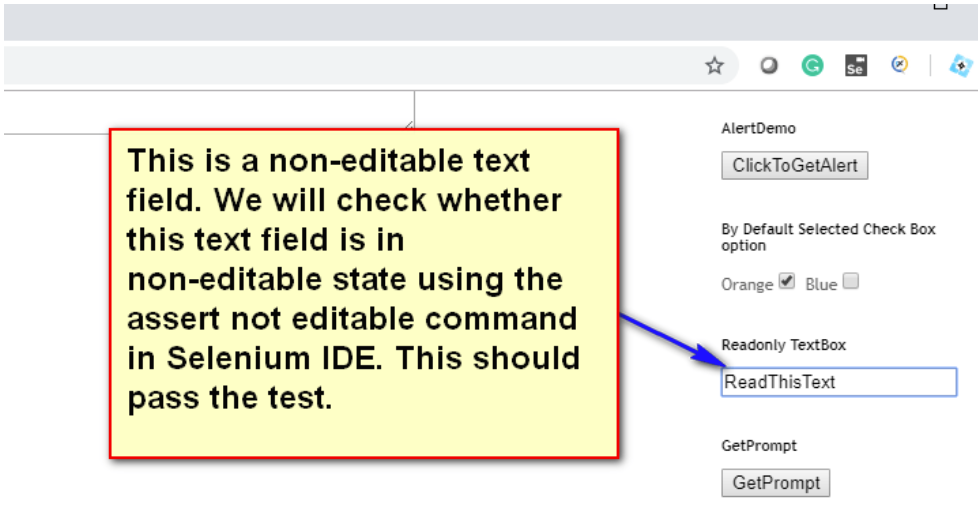 Se
This is a non-editable text
field. We will check whether
this text field is in
non-editable state using the
assert not editable command
in Selenium IDE. This should
pass the test.
AlertDemo
ClickToGetAlert
By Default Selected Check Box
option
Orange Blue
Readonly TextBox
ReadThisText
GetPrompt
GetPrompt